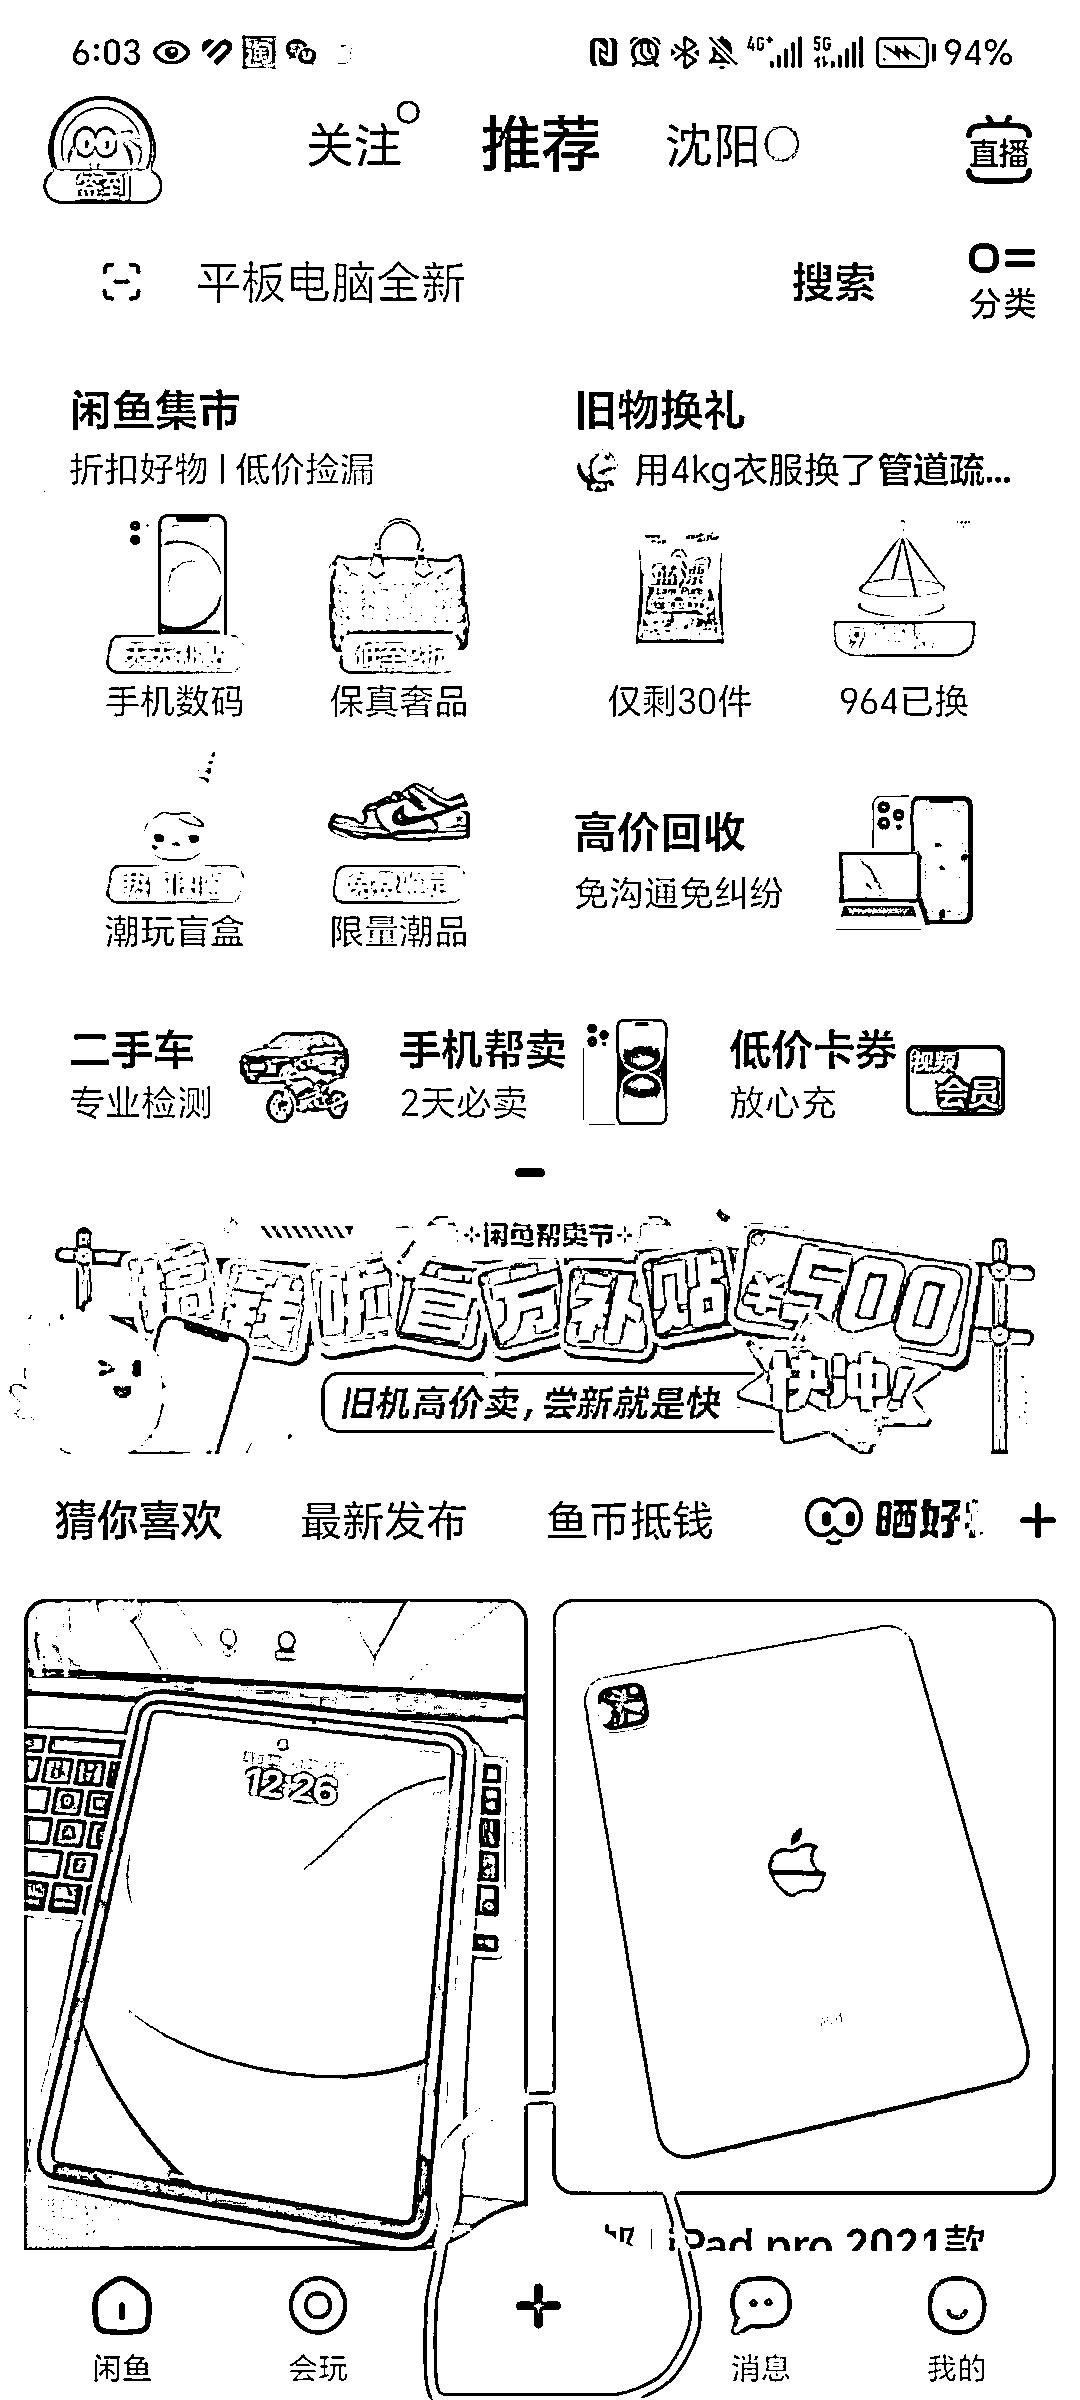 6:03 4G+ 5G 94%
签到 关注 推荐 沈阳 直播
平板电脑全新 搜索 分类
闲鱼集市 旧物换礼
折扣好物 | 低价捡漏 用4kg衣服换了管道疏...
手机数码 保真奢品 仅剩30件 964已换
高价回收
免沟通免纠纷
潮玩盲盒 限量潮品
二手车 手机帮卖 低价卡券 视频会员
专业检测 2天必卖 放心充
闲鱼帮卖节
搞钱啦官方补贴¥500
旧机高价卖，尝新就是快 快冲!
猜你喜欢 最新发布 鱼币抵钱 晒好
12:26
iPad pro 2021款
闲鱼 会玩 消息 我的